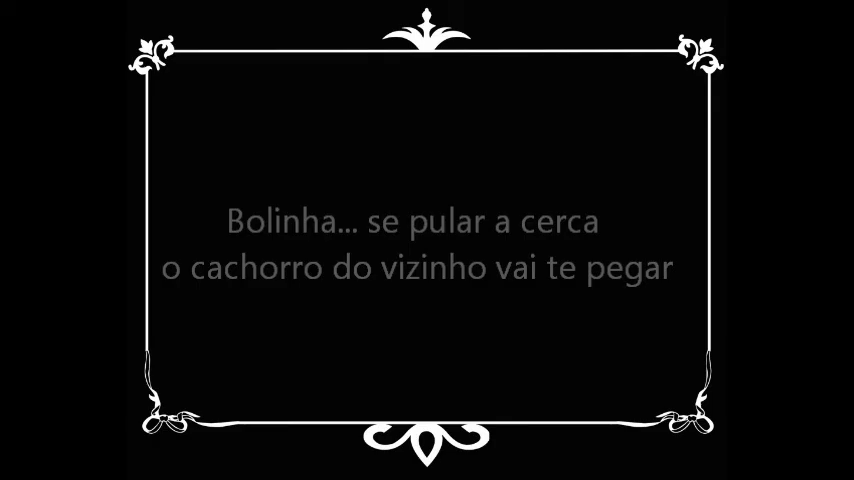 Bolinha... se pular a cerca
o cachorro do vizinho vai te pegar